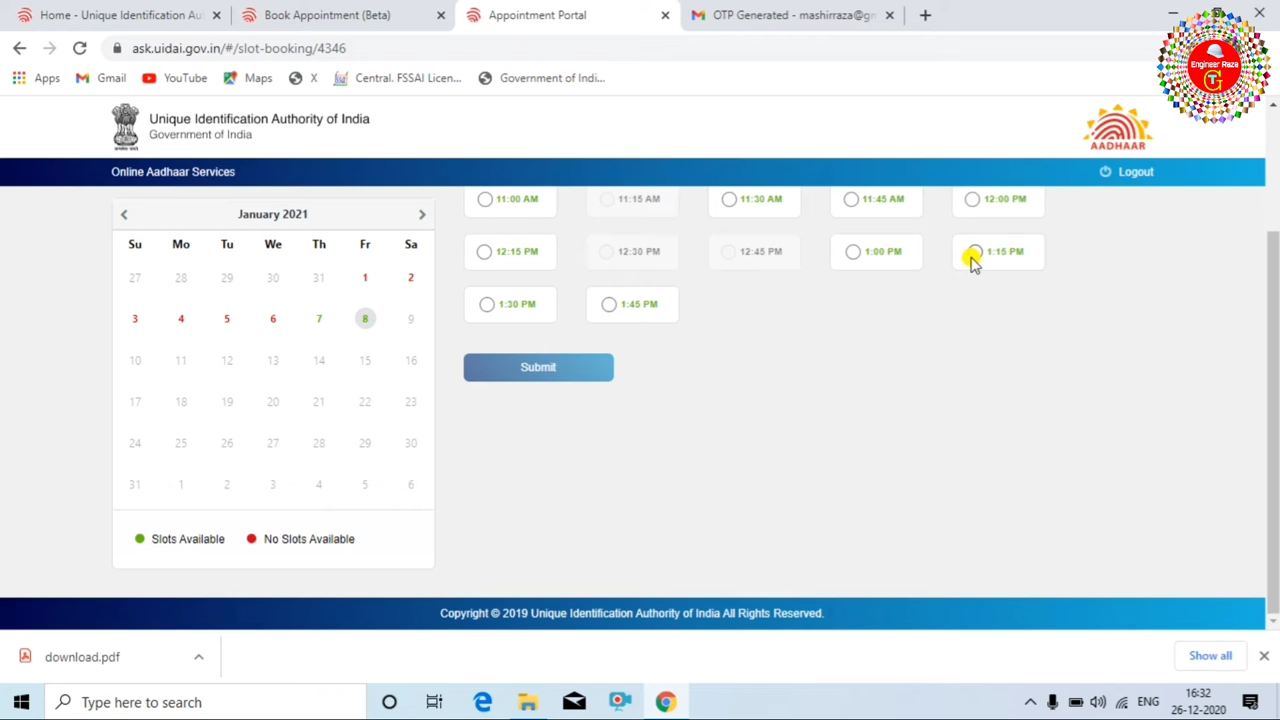 Home - Unique Identification Au
Book Appointment (Beta)
Appointment Portal
OTP Generated - mashirraza@gm
ask.uidai.gov.in/#/slot-booking/4346
Apps
Gmail
YouTube
Maps
X
Central. FSSAI Licen...
Government of Indi...
Engineer Raza
TG
Unique Identification Authority of India
Government of India
AADHAAR
Online Aadhaar Services
Logout
January 2021
Su Mo Tu We Th Fr Sa
27 28 29 30 31 1 2
3 4 5 6 7 8 9
10 11 12 13 14 15 16
17 18 19 20 21 22 23
24 25 26 27 28 29 30
31 1 2 3 4 5 6
Slots Available
No Slots Available
11:00 AM 11:15 AM 11:30 AM 11:45 AM 12:00 PM
12:15 PM 12:30 PM 12:45 PM 1:00 PM 1:15 PM
1:30 PM 1:45 PM
Submit
Copyright © 2019 Unique Identification Authority of India All Rights Reserved.
download.pdf
Show all
Type here to search
ENG
16:32
26-12-2020